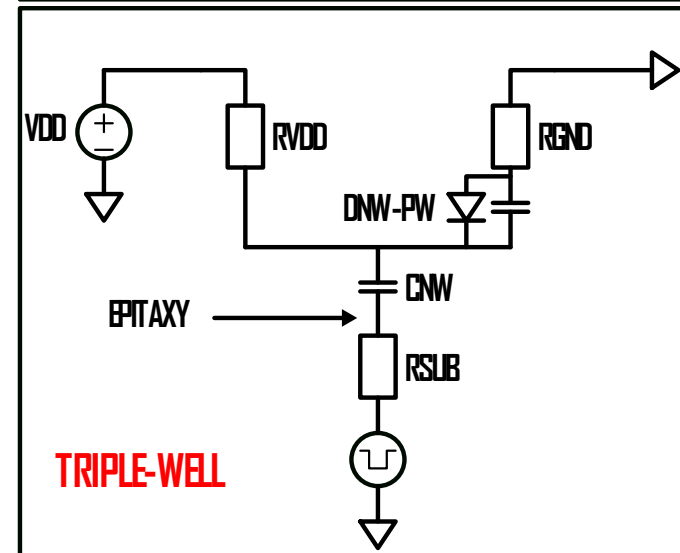 VDD
RVDD
RGND
DNW-PW
CNW
EPITAXY
RSUB
TRIPLE-WELL